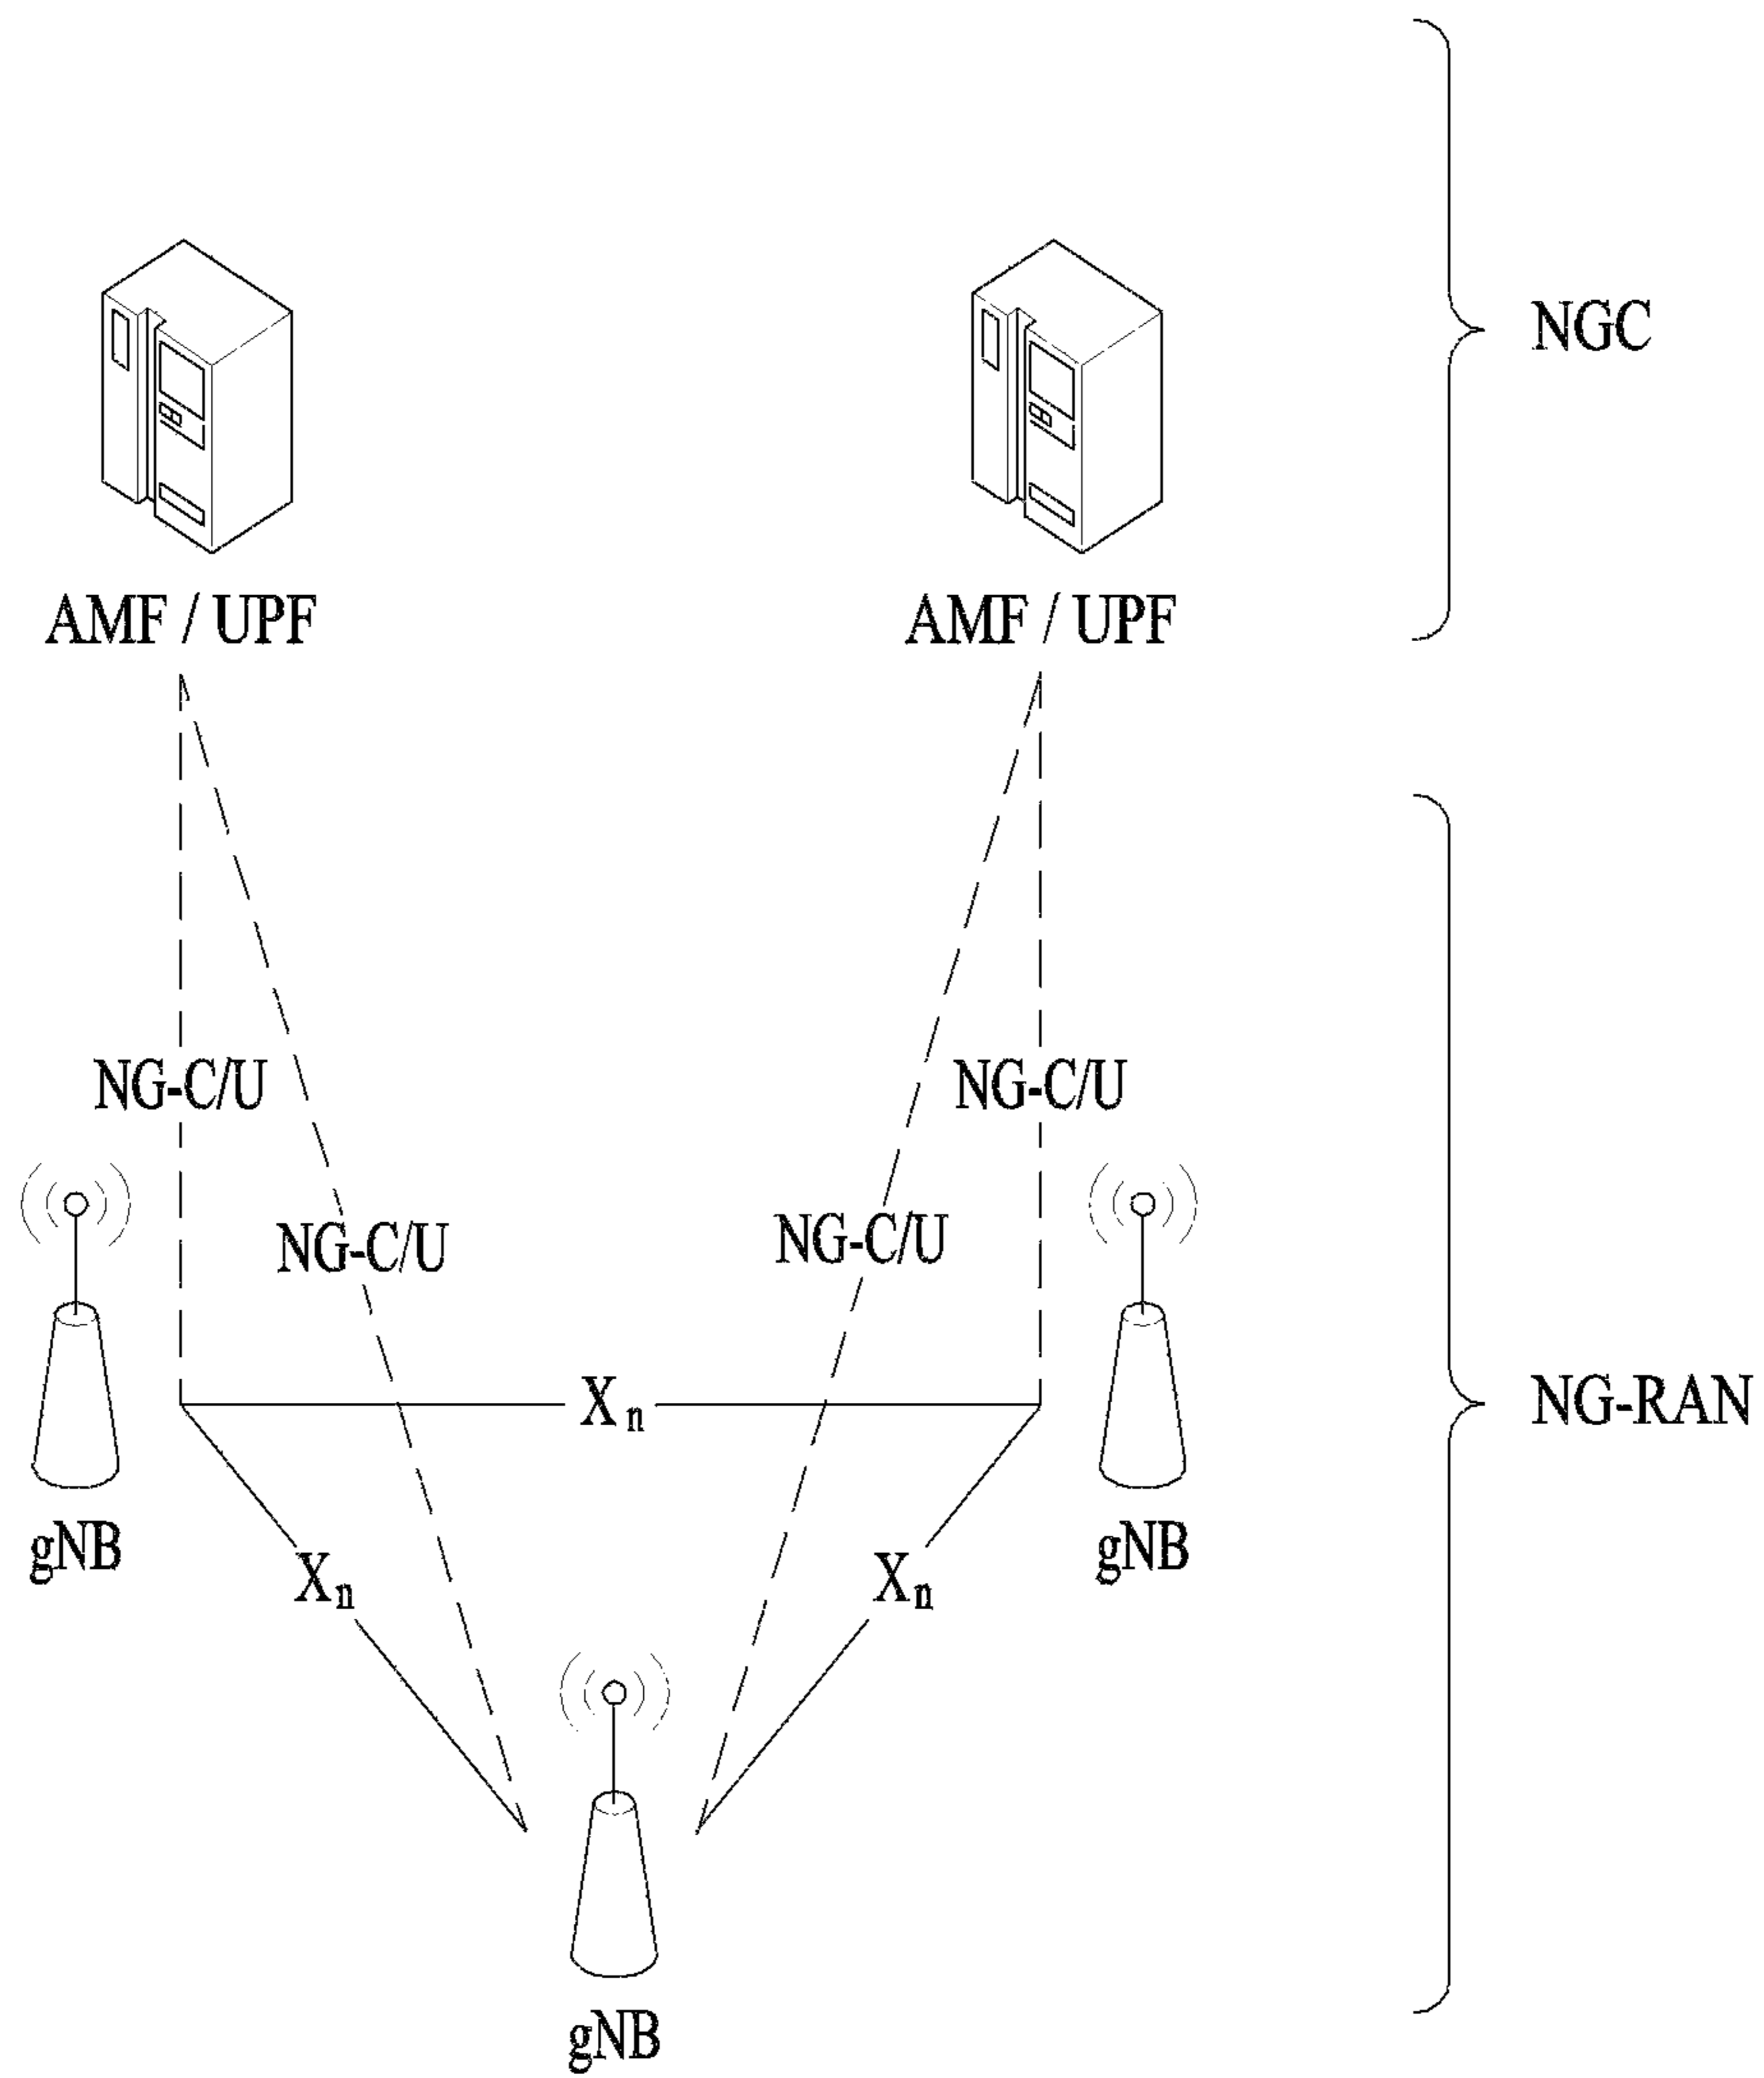 NGC
AMF / UPF
AMF / UPF
NG-C/U
NG-C/U
NG-C/U
NG-C/U
Xn
NG-RAN
gNB
gNB
Xn
Xn
gNB